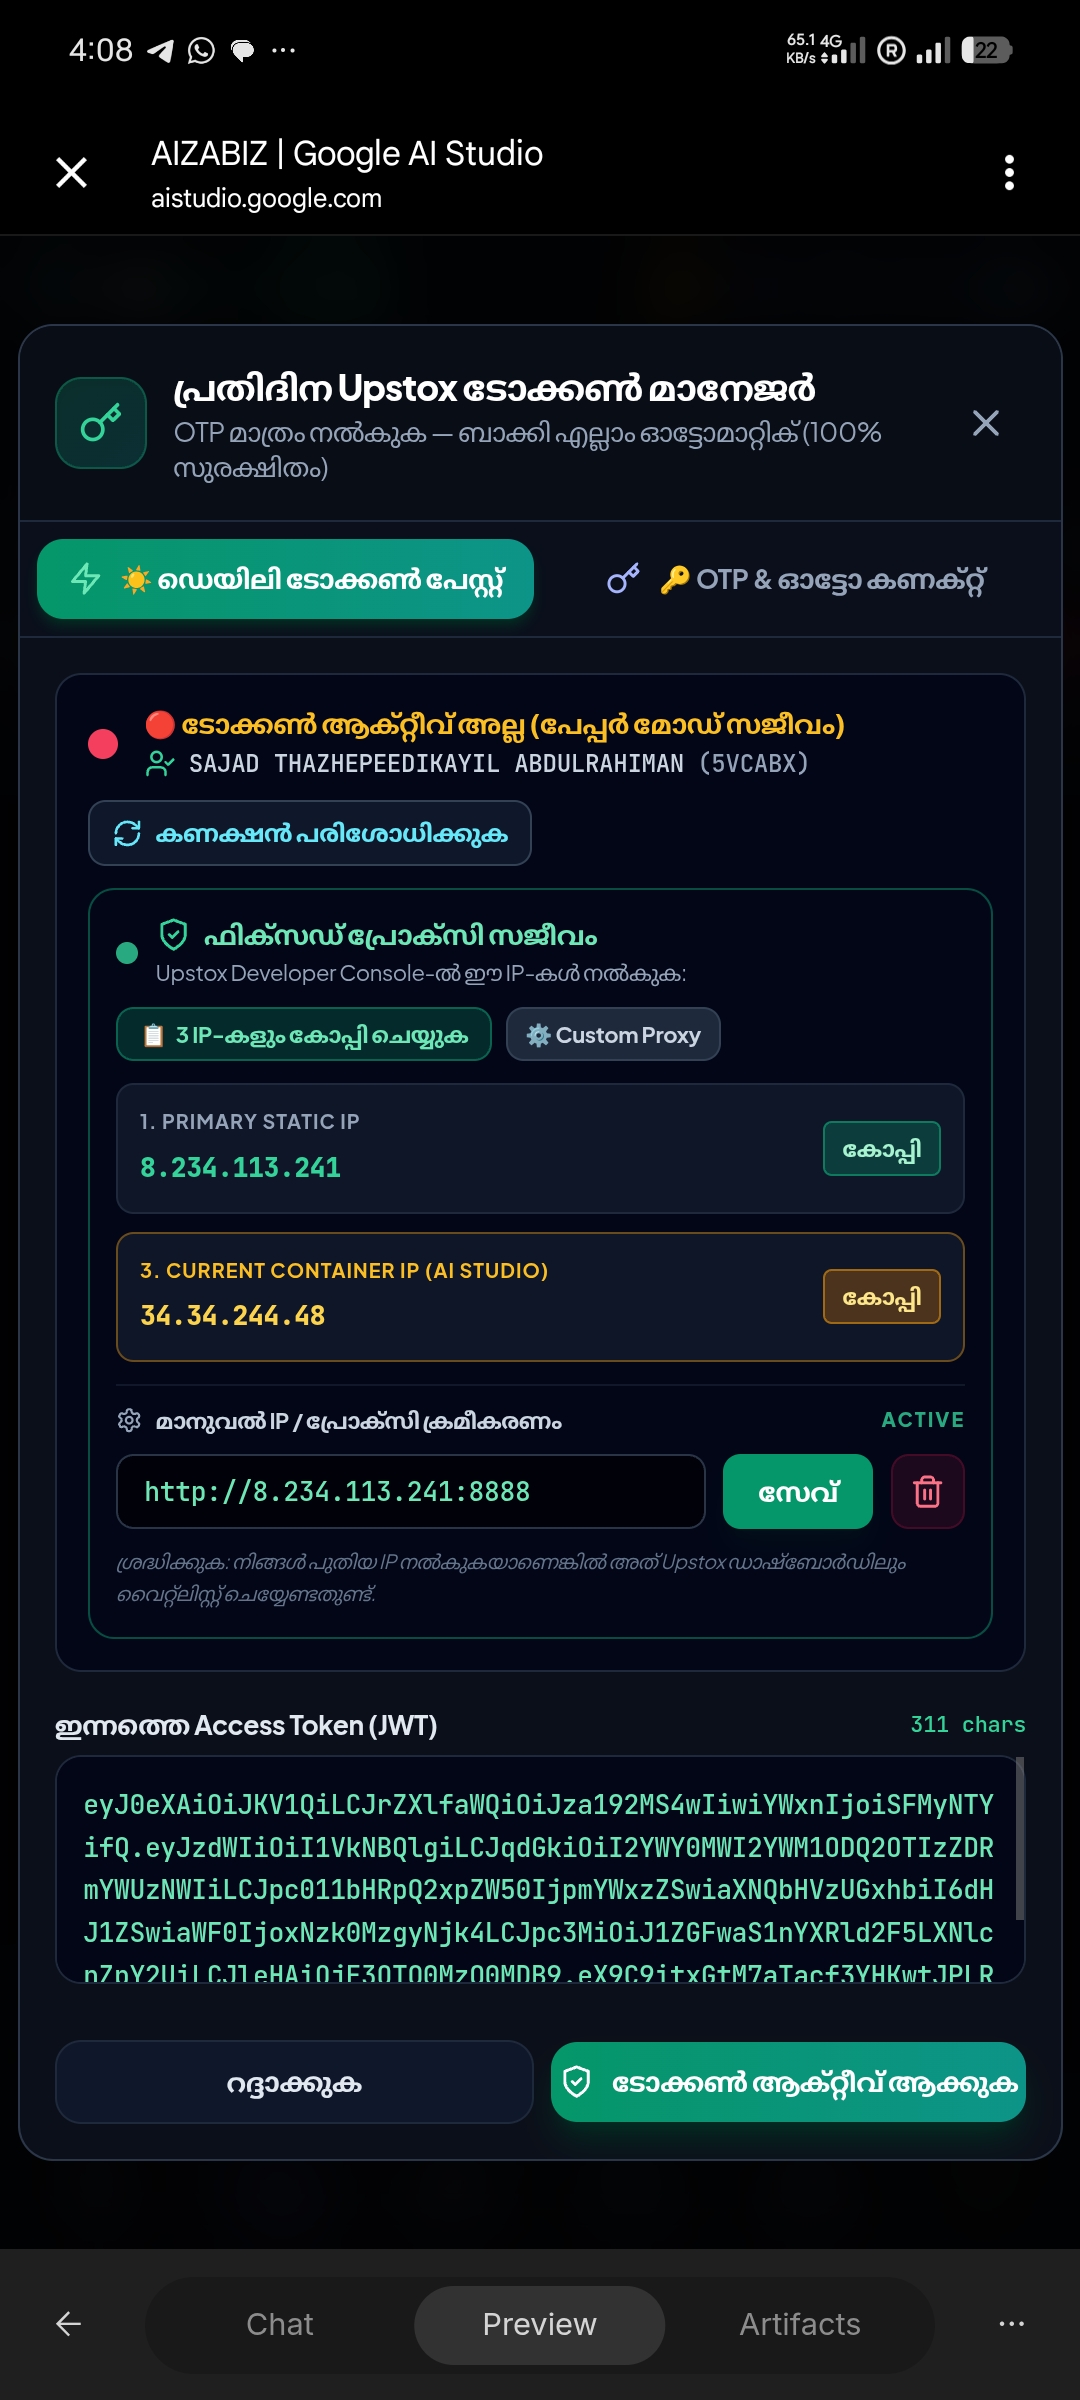 4:08
65.1 KB/s 4G R 22
AIZABIZ | Google AI Studio
aistudio.google.com
പ്രതിദിന Upstox ടോക്കൺ മാനേജർ
OTP മാത്രം നൽകുക — ബാക്കി എല്ലാം ഓട്ടോമാറ്റിക് (100%
സുരക്ഷിതം)
☀️ ഡെയിലി ടോക്കൺ പേസ്റ്റ്
🔑 OTP & ഓട്ടോ കണക്റ്റ്
🔴 ടോക്കൺ ആക്റ്റീവ് അല്ല (പേപ്പർ മോഡ് സജീവം)
SAJAD THAZHEPEEDIKAYIL ABDULRAHIMAN (5VCABX)
കണക്ഷൻ പരിശോധിക്കുക
ഫിക്സഡ് പ്രോക്സി സജീവം
Upstox Developer Console-ൽ ഈ IP-കൾ നൽകുക:
📋 3 IP-കളും കോപ്പി ചെയ്യുക
⚙️ Custom Proxy
1. PRIMARY STATIC IP
8.234.113.241
കോപ്പി
3. CURRENT CONTAINER IP (AI STUDIO)
34.34.244.48
കോപ്പി
മാനുവൽ IP / പ്രോക്സി ക്രമീകരണം
ACTIVE
http://8.234.113.241:8888
സേവ്
ശ്രദ്ധിക്കുക: നിങ്ങൾ പുതിയ IP നൽകുകയാണെങ്കിൽ അത് Upstox ഡാഷ്ബോർഡിലും
വൈറ്റ്ലിസ്റ്റ് ചെയ്യേണ്ടതുണ്ട്.
ഇന്നത്തെ Access Token (JWT)
311 chars
eyJ0eXAiOiJKV1QiLCJrZXlfaWQiOiJza192MS4wIiwiYWxnIjoiSFMyNTY
ifQ.eyJzdWIiOiI1VkNBQlgiLCJqdGkiOiI2YWY0MWI2YWM1ODQ2OTIzZDR
mYWUzNWIiLCJpc011bHRpQ2xpZW50IjpmYWxzZSwiaXNQbHVzUGxhbiI6dH
J1ZSwiaWF0IjoxNzk0MzgyNjk4LCJpc3MiOiJ1ZGFwaS1nYXRld2F5LXNlc
റദ്ദാക്കുക
ടോക്കൺ ആക്റ്റീവ് ആക്കുക
Chat
Preview
Artifacts